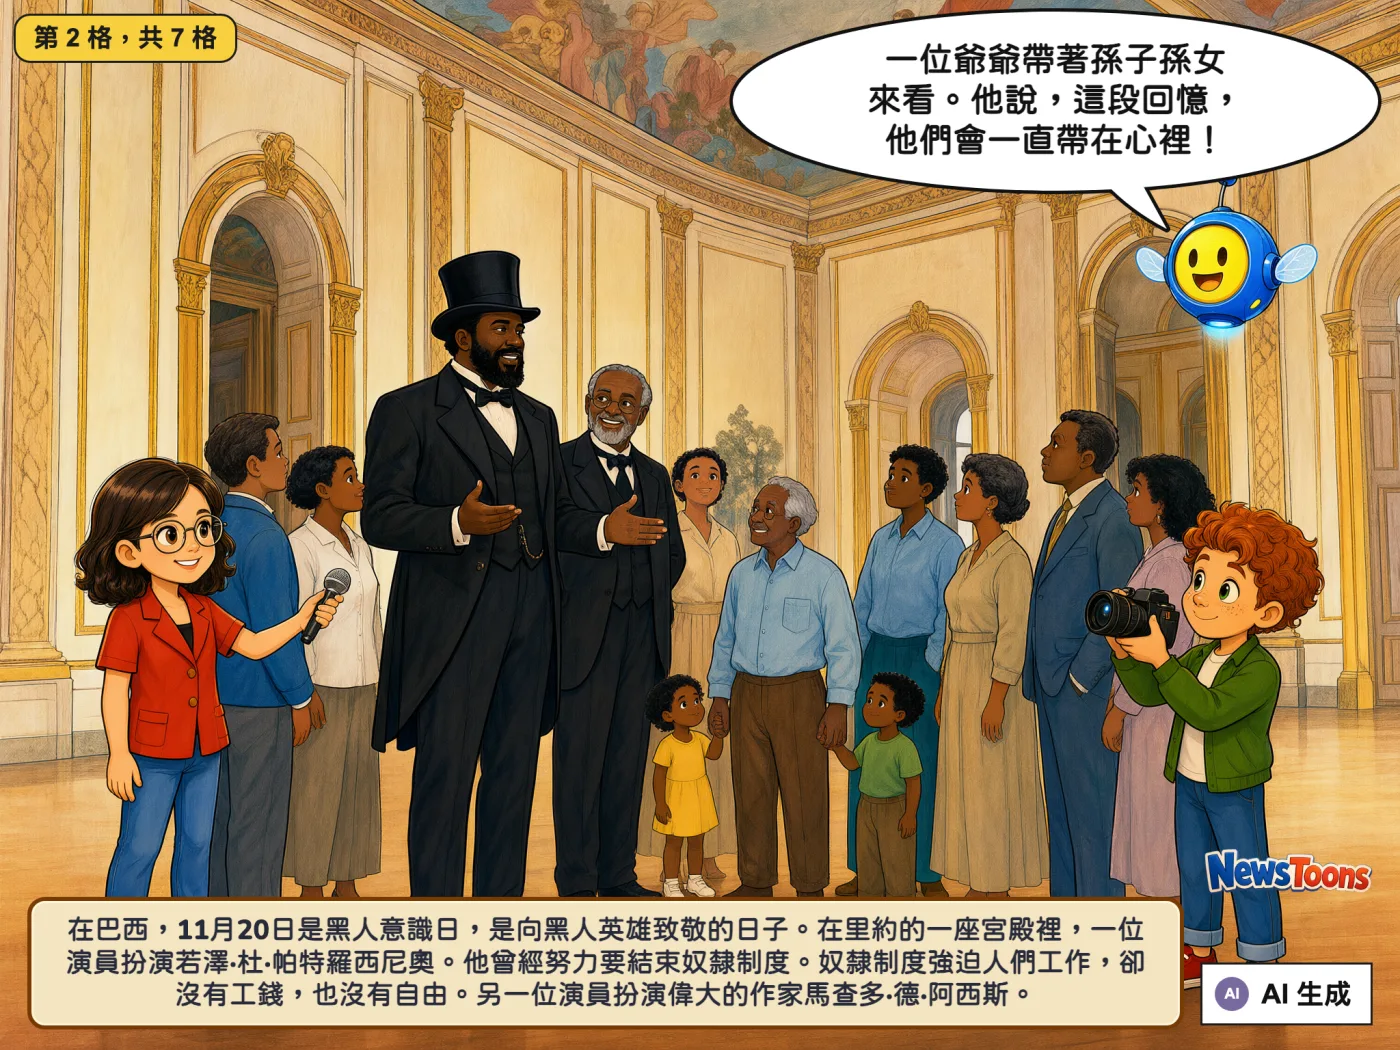 第 2 格，共 7 格
一位爺爺帶著孫子孫女
來看。他說，這段回憶，
他們會一直帶在心裡！
NewsToons
在巴西，11月20日是黑人意識日，是向黑人英雄致敬的日子。在里約的一座宮殿裡，一位
演員扮演若澤·杜·帕特羅西尼奧。他曾經努力要結束奴隸制度。奴隸制度強迫人們工作，卻
沒有工錢，也沒有自由。另一位演員扮演偉大的作家馬查多·德·阿西斯。
AI AI 生成